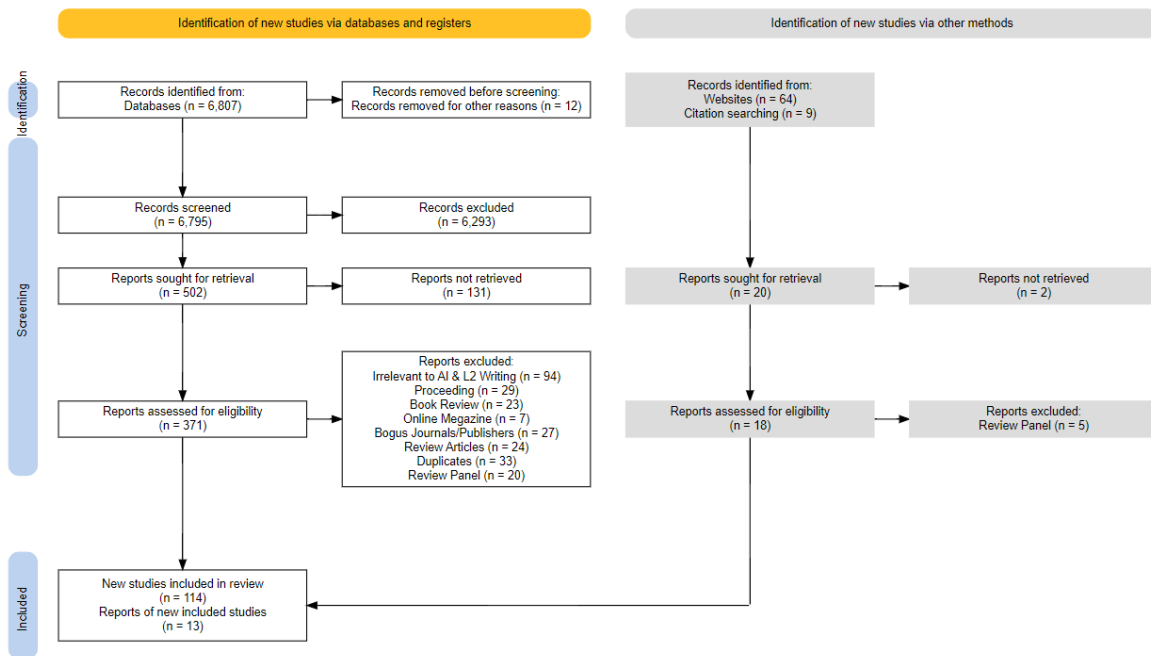 Identification of new studies via databases and registers
Identification of new studies via other methods
Identification
Records identified from:
Databases (n = 6,807)
Records removed before screening:
Records removed for other reasons (n = 12)
Records identified from:
Websites (n = 64)
Citation searching (n = 9)
Screening
Records screened
(n = 6,795)
Records excluded
(n = 6,293)
Reports sought for retrieval
(n = 502)
Reports not retrieved
(n = 131)
Reports sought for retrieval
(n = 20)
Reports not retrieved
(n = 2)
Reports assessed for eligibility
(n = 371)
Reports excluded:
Irrelevant to AI & L2 Writing (n = 94)
Proceeding (n = 29)
Book Review (n = 23)
Online Megazine (n = 7)
Bogus Journals/Publishers (n = 27)
Review Articles (n = 24)
Duplicates (n = 33)
Review Panel (n = 20)
Reports assessed for eligibility
(n = 18)
Reports excluded:
Review Panel (n = 5)
Included
New studies included in review
(n = 114)
Reports of new included studies
(n = 13)